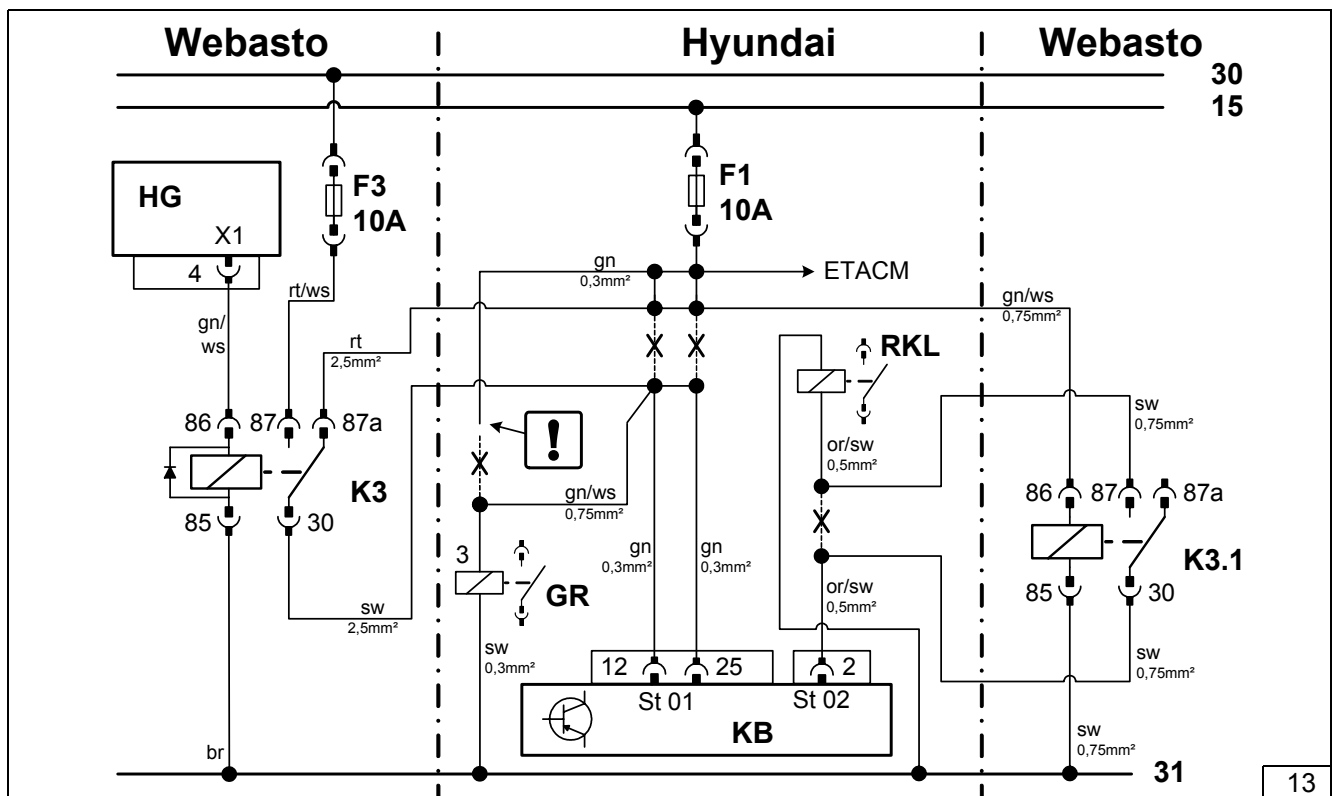 Webasto Hyundai Webasto
30
15
HG
X1
4
F3
10A
F1
10A
gn
0,3mm²
ETACM
rt/ws
gn/
ws
rt
2,5mm²
gn/ws
0,75mm²
RKL
86 87 87a
!
or/sw
0,5mm²
sw
0,75mm²
K3
gn/ws
0,75mm²
86 87 87a
85 30
3
GR
gn
0,3mm²
gn
0,3mm²
or/sw
0,5mm²
K3.1
85 30
sw
2,5mm²
sw
0,3mm²
12 25 2
St 01 St 02
KB
sw
0,75mm²
br
sw
0,75mm²
31
13